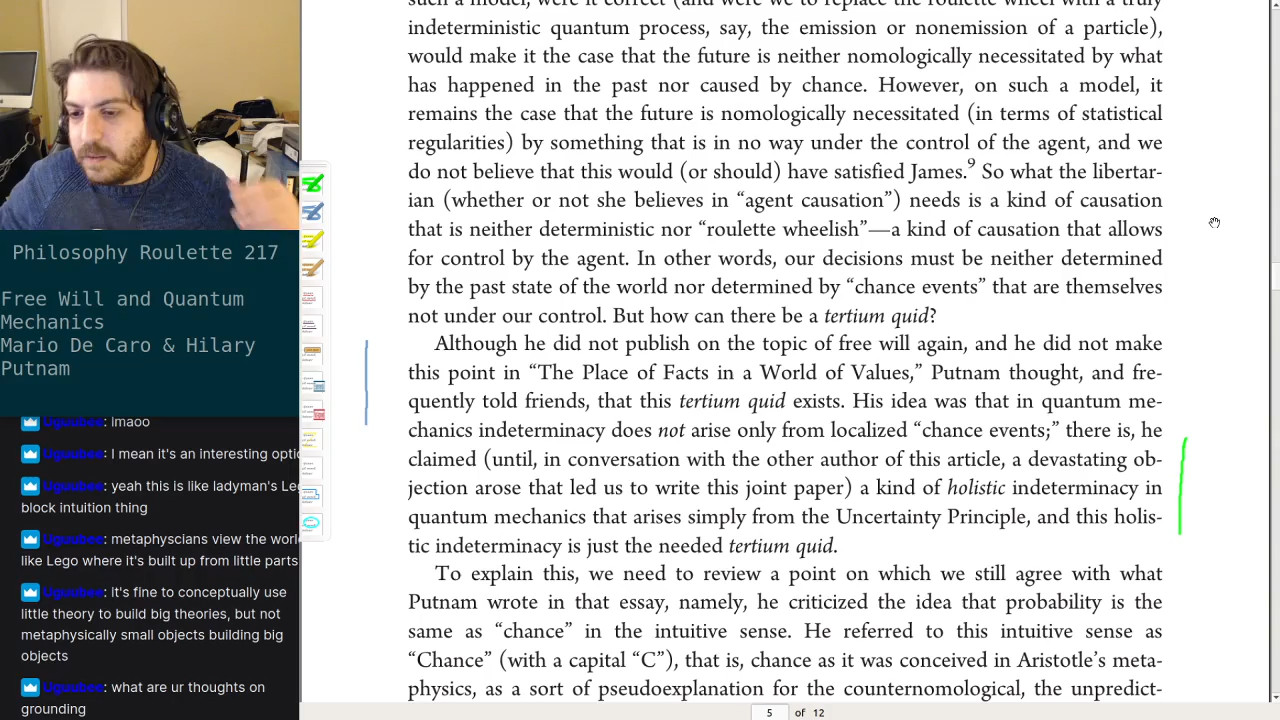 Philosophy Roulette 217
Free Will and Quantum
Mechanics
Mario De Caro & Hilary
Putnam
Uguubee: lmaoo
Uguubee: I mean it's an interesting optic
Uguubee: yeah this is like ladyman's Le
block intuition thing
Uguubee: metaphyscians view the worl
like Lego where it's built up from little parts
Uguubee: it's fine to conceptually use
little theory to build big theories, but not
metaphysically small objects building big
objects
Uguubee: what are ur thoughts on
grounding
such a model, were it correct (and were we to replace the roulette wheel with a truly
indeterministic quantum process, say, the emission or nonemission of a particle),
would make it the case that the future is neither nomologically necessitated by what
has happened in the past nor caused by chance. However, on such a model, it
remains the case that the future is nomologically necessitated (in terms of statistical
regularities) by something that is in no way under the control of the agent, and we
do not believe that this would (or should) have satisfied James.9 So what the libertar-
ian (whether or not she believes in “agent causation”) needs is a kind of causation
that is neither deterministic nor “roulette wheelish”—a kind of causation that allows
for control by the agent. In other words, our decisions must be neither determined
by the past state of the world nor determined by “chance events” that are themselves
not under our control. But how can there be a tertium quid?
Although he did not publish on the topic of free will again, and he did not make
this point in “The Place of Facts in a World of Values,” Putnam thought, and fre-
quently told friends, that this tertium quid exists. His idea was that in quantum me-
chanics indeterminacy does not arise only from localized “chance events;” there is, he
claimed (until, in conversation with the other author of this article, a devastating ob-
jection arose that led us to write this joint paper) a kind of holistic indeterminacy in
quantum mechanics that arises simply from the Uncertainty Principle, and this holis-
tic indeterminacy is just the needed tertium quid.
To explain this, we need to review a point on which we still agree with what
Putnam wrote in that essay, namely, he criticized the idea that probability is the
same as “chance” in the intuitive sense. He referred to this intuitive sense as
“Chance” (with a capital “C”), that is, chance as it was conceived in Aristotle’s meta-
physics, as a sort of pseudoexplanation for the counternomological, the unpredict-
5 of 12